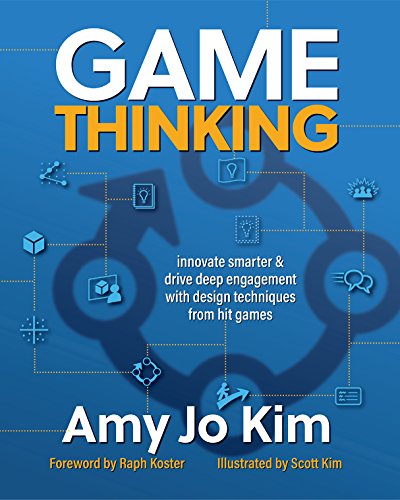 GAME
THINKING
innovate smarter &
drive deep engagement
with design techniques
from hit games
Amy Jo Kim
Foreword by Raph Koster Illustrated by Scott Kim